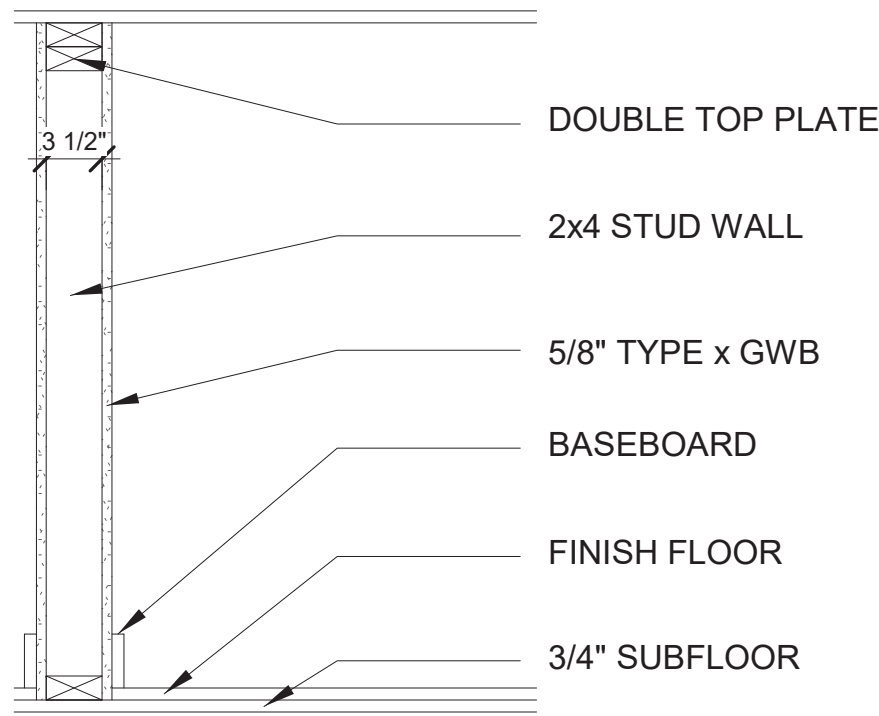 DOUBLE TOP PLATE
3 1/2"
2x4 STUD WALL
5/8" TYPE x GWB
BASEBOARD
FINISH FLOOR
3/4" SUBFLOOR